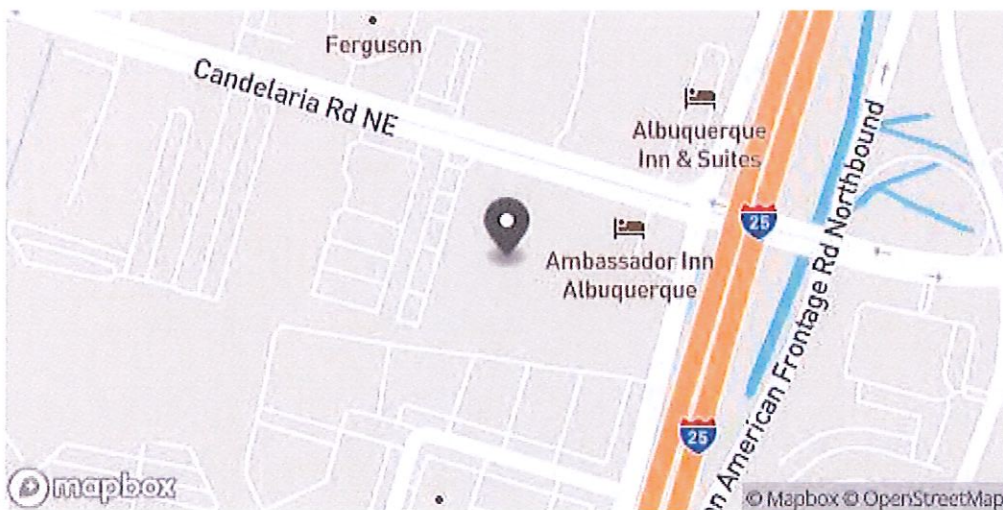 Ferguson
Candelaria Rd NE
Albuquerque
Inn & Suites
25
Ambassador Inn
Albuquerque
American Frontage Rd Northbound
25
mapbox
© Mapbox © OpenStreetMap